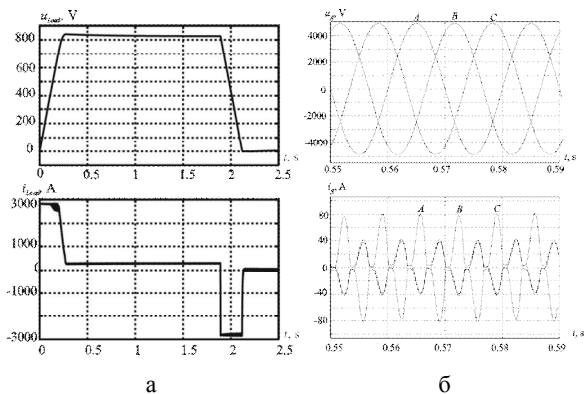 u_Load, V
800
600
400
200
0
t, s
0 0.5 1 1.5 2 2.5
i_Load, A
3000
1000
0
-1000
-3000
t, s
0 0.5 1 1.5 2 2.5
а
V
A B C
4000
2000
0
-2000
-4000
t, s
0.55 0.56 0.57 0.58 0.59
A
A B C
80
40
0
-40
-80
t, s
0.55 0.56 0.57 0.58 0.59
б